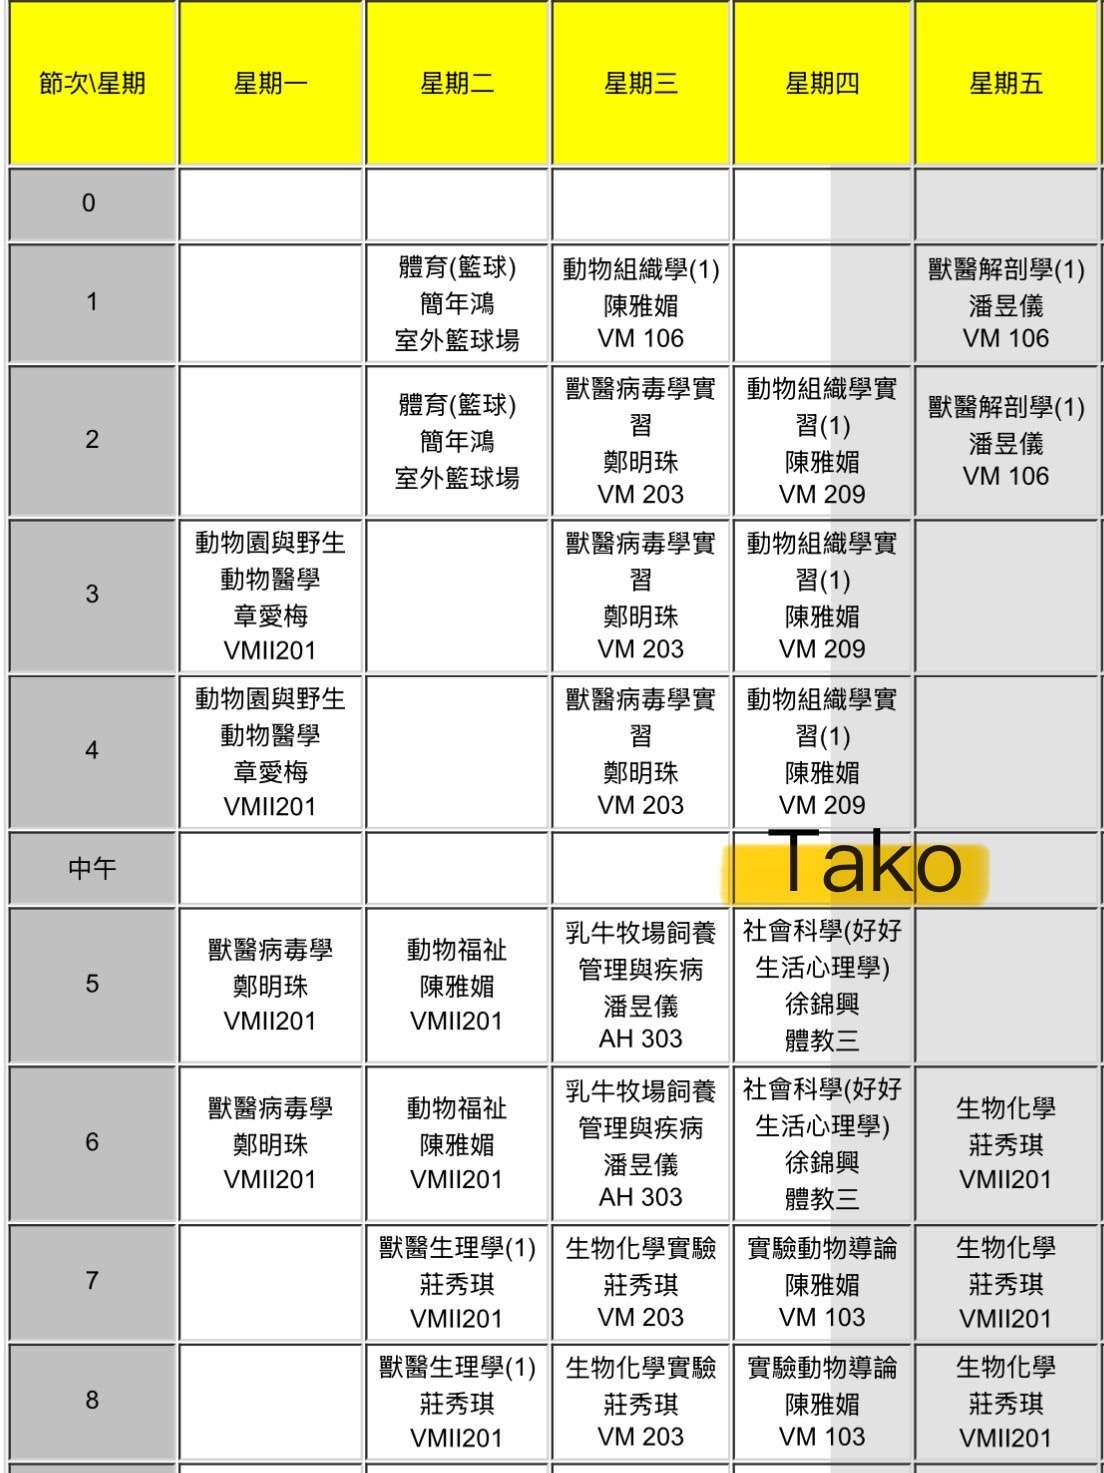 節次\星期 星期一 星期二 星期三 星期四 星期五
0
1 體育(籃球) 動物組織學(1) 獸醫解剖學(1)
簡年鴻 陳雅媚 潘昱儀
室外籃球場 VM 106 VM 106
2 體育(籃球) 獸醫病毒學實 動物組織學實 獸醫解剖學(1)
簡年鴻 習 習(1) 潘昱儀
室外籃球場 鄭明珠 陳雅媚 VM 106
VM 203 VM 209
3 動物園與野生 獸醫病毒學實 動物組織學實
動物醫學 習 習(1)
章愛梅 鄭明珠 陳雅媚
VMII201 VM 203 VM 209
4 動物園與野生 獸醫病毒學實 動物組織學實
動物醫學 習 習(1)
章愛梅 鄭明珠 陳雅媚
VMII201 VM 203 VM 209
中午 Tako
5 獸醫病毒學 動物福祉 乳牛牧場飼養 社會科學(好好
鄭明珠 陳雅媚 管理與疾病 生活心理學)
VMII201 VMII201 潘昱儀 徐錦興
AH 303 體教三
6 獸醫病毒學 動物福祉 乳牛牧場飼養 社會科學(好好 生物化學
鄭明珠 陳雅媚 管理與疾病 生活心理學) 莊秀琪
VMII201 VMII201 潘昱儀 徐錦興 VMII201
AH 303 體教三
7 獸醫生理學(1) 生物化學實驗 實驗動物導論 生物化學
莊秀琪 莊秀琪 陳雅媚 莊秀琪
VMII201 VM 203 VM 103 VMII201
8 獸醫生理學(1) 生物化學實驗 實驗動物導論 生物化學
莊秀琪 莊秀琪 陳雅媚 莊秀琪
VMII201 VM 203 VM 103 VMII201